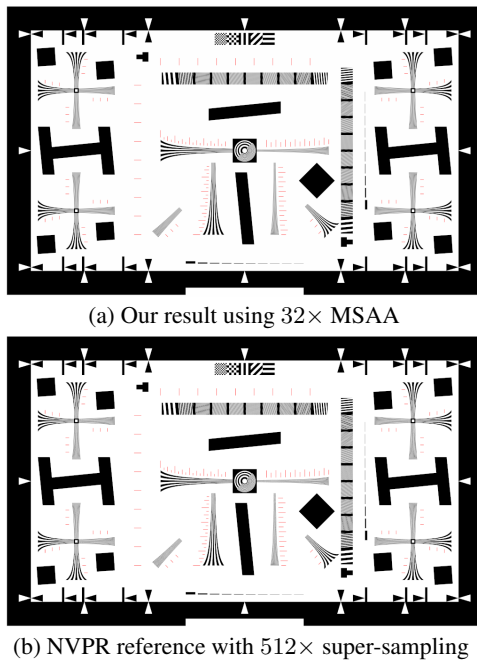 (a) Our result using 32× MSAA
(b) NVPR reference with 512× super-sampling